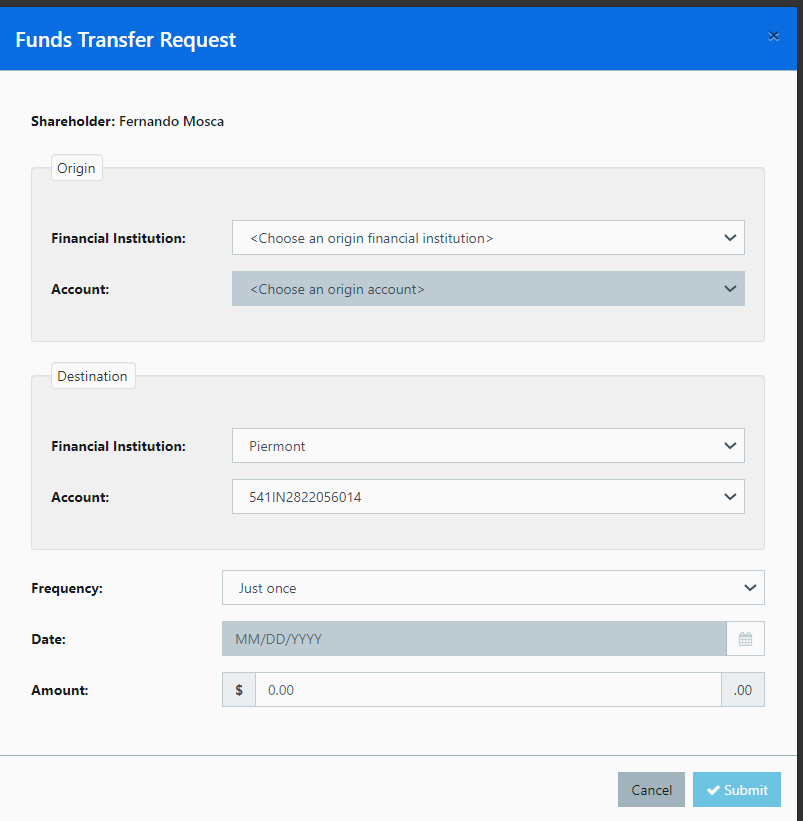 Funds Transfer Request
Shareholder: Fernando Mosca
Origin
Financial Institution: <Choose an origin financial institution>
Account: <Choose an origin account>
Destination
Financial Institution: Piermont
Account: 541IN2822056014
Frequency: Just once
Date: MM/DD/YYYY
Amount: $ 0.00 .00
Cancel Submit